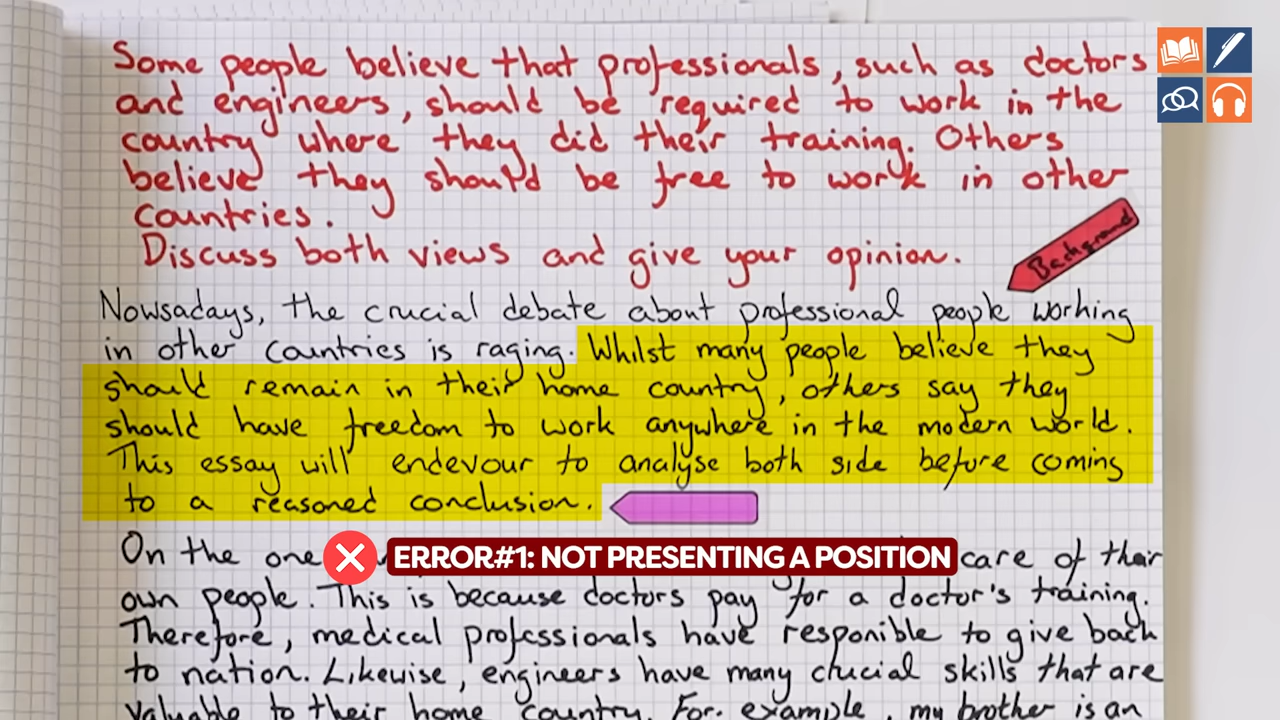 Some people believe that professionals, such as doctors
and engineers, should be required to work in the
country where they did their training. Others
believe they should be free to work in other
countries.
Discuss both views and give your opinion.
Background
Nowsadays, the crucial debate about professional people working
in other countries is raging. Whilst many people believe they
should remain in their home country, others say they
should have freedom to work anywhere in the modern world.
This essay will endevour to analyse both side before coming
to a reasoned conclusion.
On the one care of their
ERROR#1: NOT PRESENTING A POSITION
own people. This is because doctors pay for a doctor's training.
Therefore, medical professionals have responible to give back
to nation. Likewise, engineers have many crucial skills that are
valuable to their home country. For example, my brother is an